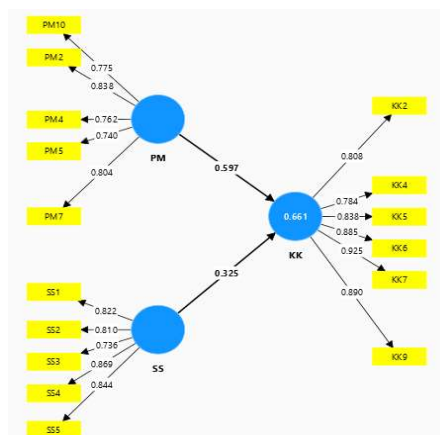 PM10
0.775
PM2
0.838
PM4
0.762
PM5
0.740
PM
PM7
0.804
0.597
KK2
0.808
KK4
0.784
KK5
0.838
0.661
KK6
0.885
KK7
0.925
KK
KK9
0.890
0.325
SS1
0.822
SS2
0.810
SS3
0.736
SS
SS4
0.869
SS5
0.844